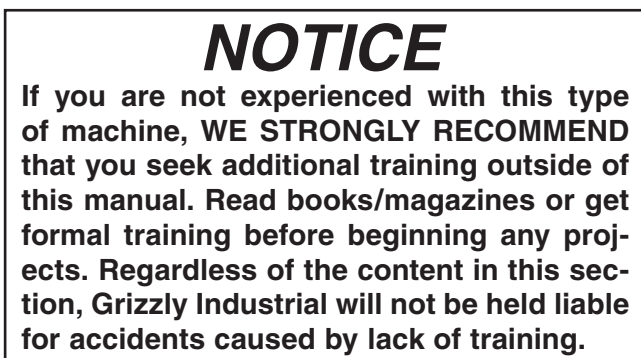 NOTICE
If you are not experienced with this type
of machine, WE STRONGLY RECOMMEND
that you seek additional training outside of
this manual. Read books/magazines or get
formal training before beginning any proj-
ects. Regardless of the content in this sec-
tion, Grizzly Industrial will not be held liable
for accidents caused by lack of training.